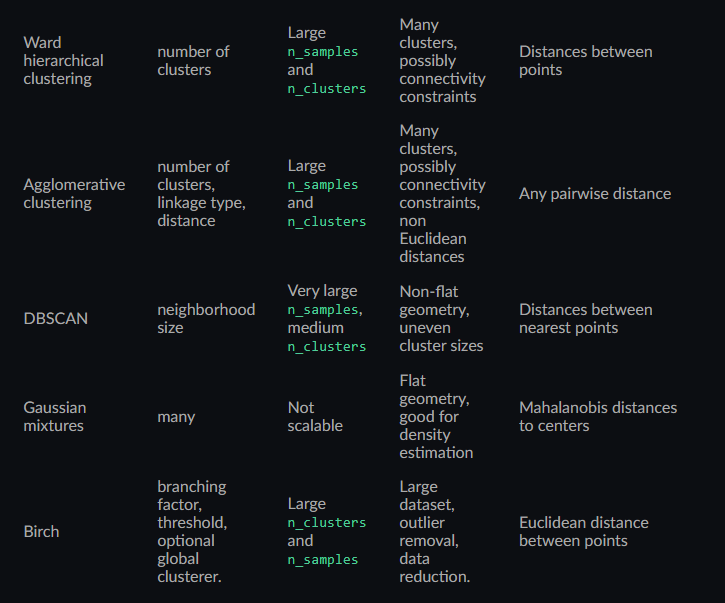 Ward
hierarchical
clustering
number of
clusters
Large
n_samples
and
n_clusters
Many
clusters,
possibly
connectivity
constraints
Distances between
points
Agglomerative
clustering
number of
clusters,
linkage type,
distance
Large
n_samples
and
n_clusters
Many
clusters,
possibly
connectivity
constraints,
non
Euclidean
distances
Any pairwise distance
DBSCAN
neighborhood
size
Very large
n_samples,
medium
n_clusters
Non-flat
geometry,
uneven
cluster sizes
Distances between
nearest points
Gaussian
mixtures
many
Not
scalable
Flat
geometry,
good for
density
estimation
Mahalanobis distances
to centers
Birch
branching
factor,
threshold,
optional
global
clusterer.
Large
n_clusters
and
n_samples
Large
dataset,
outlier
removal,
data
reduction.
Euclidean distance
between points